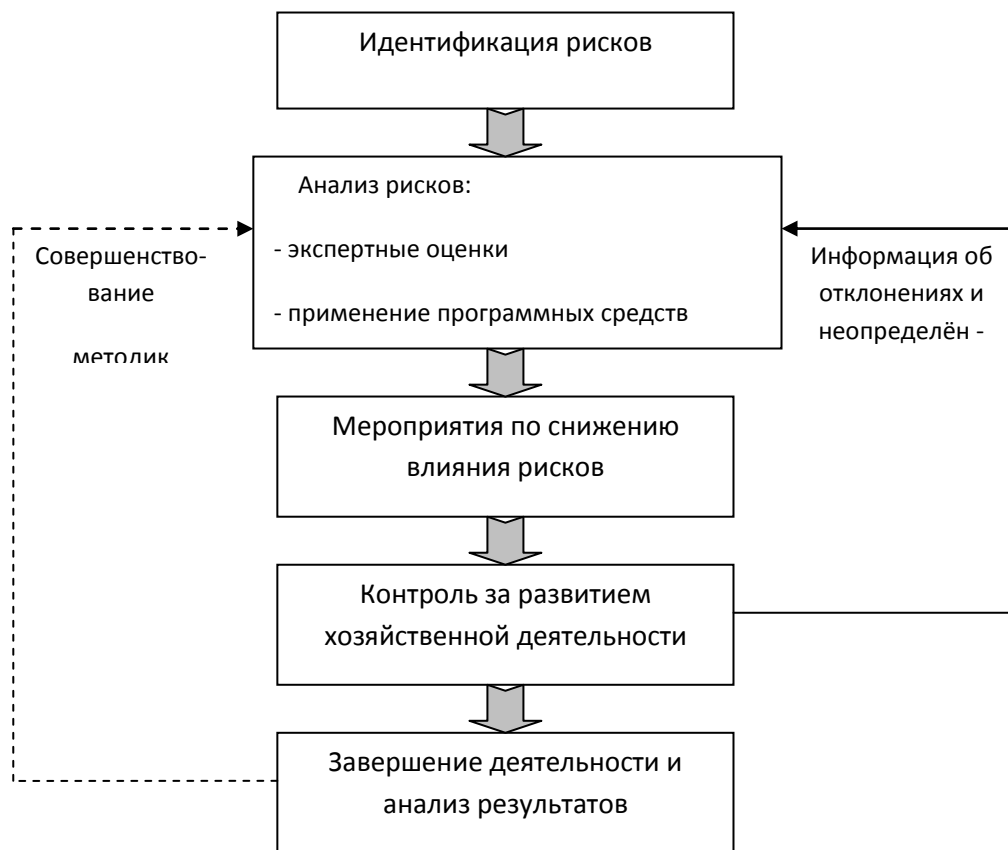 Идентификация рисков
Анализ рисков:
- экспертные оценки
- применение программных средств
Совершенство-
вание
методик
Информация об
отклонениях и
неопределён -
Мероприятия по снижению
влияния рисков
Контроль за развитием
хозяйственной деятельности
Завершение деятельности и
анализ результатов